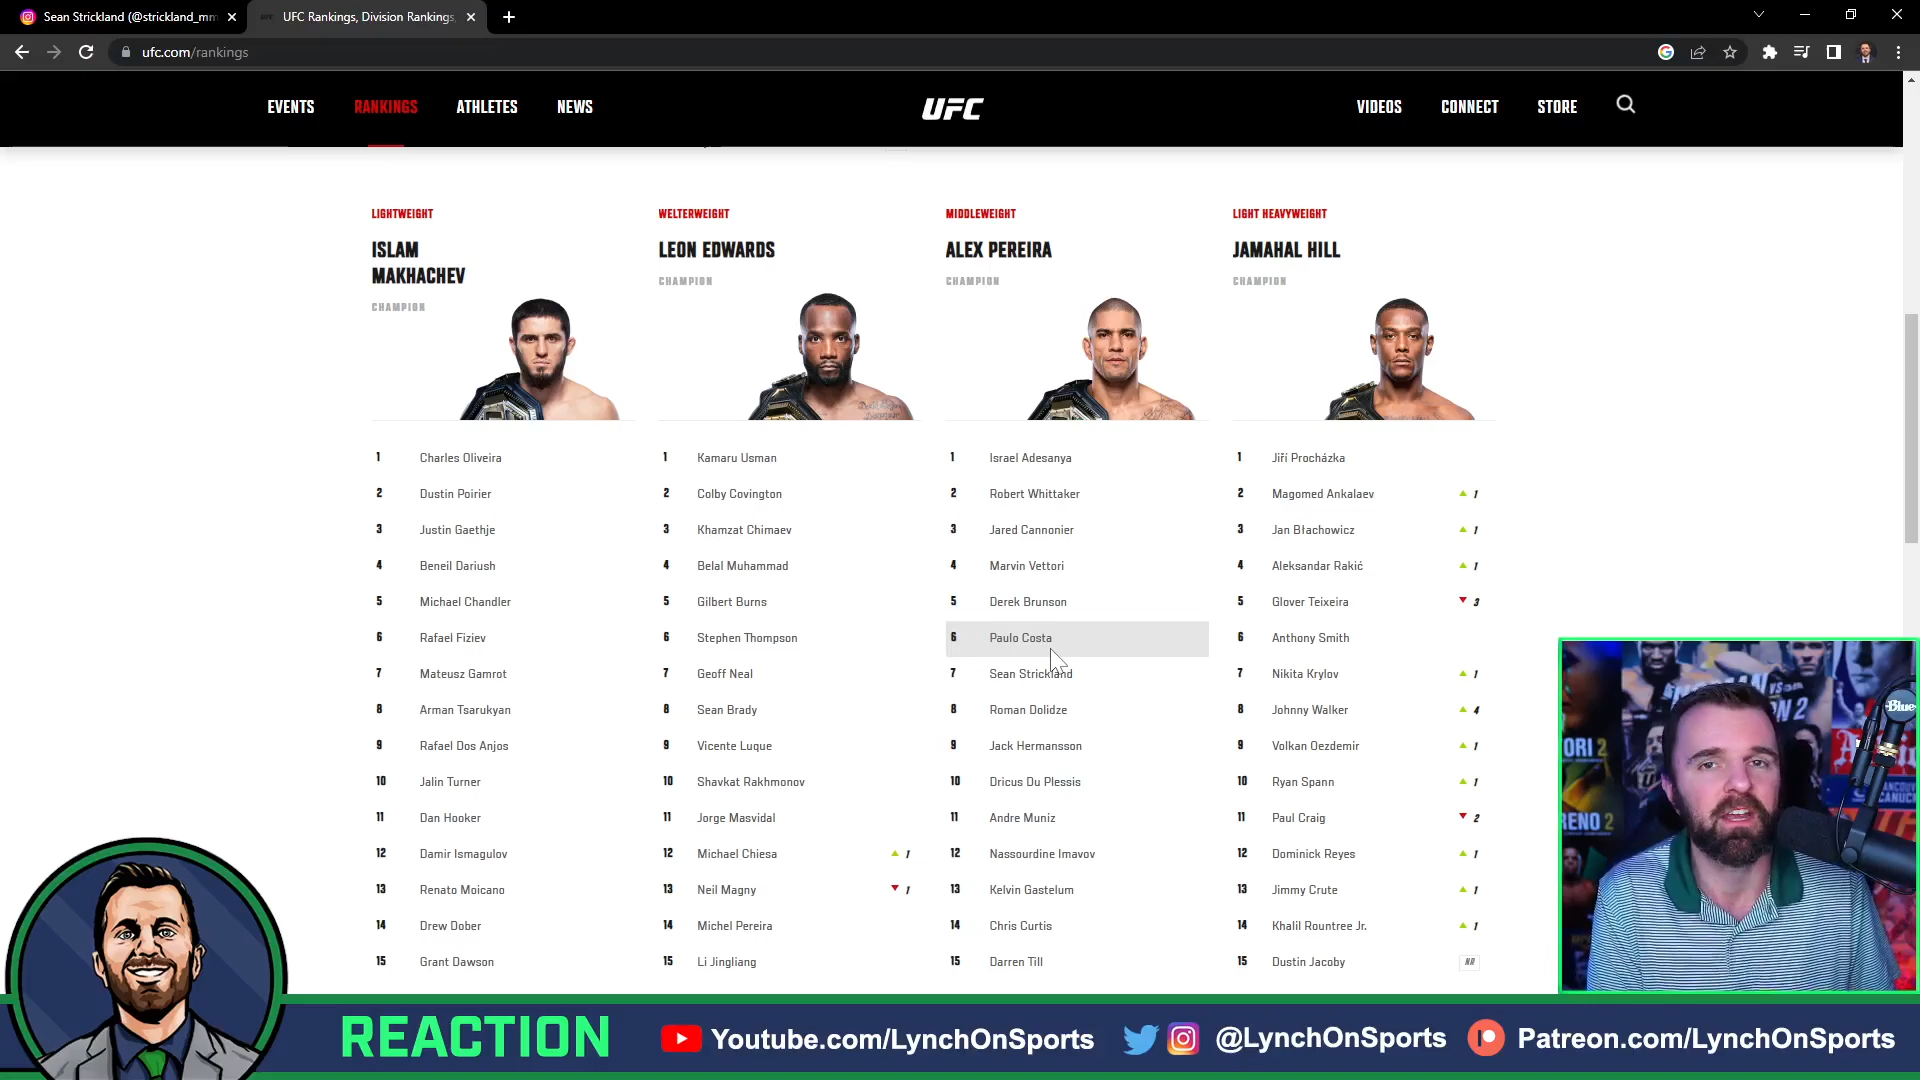 Sean Strickland (@strickland_mm
UFC Rankings, Division Rankings,
ufc.com/rankings
EVENTS
RANKINGS
ATHLETES
NEWS
UFC
VIDEOS
CONNECT
STORE
LIGHTWEIGHT
ISLAM
MAKHACHEV
CHAMPION
1 Charles Oliveira
2 Dustin Poirier
3 Justin Gaethje
4 Beneil Dariush
5 Michael Chandler
6 Rafael Fiziev
7 Mateusz Gamrot
8 Arman Tsarukyan
9 Rafael Dos Anjos
10 Jalin Turner
11 Dan Hooker
12 Damir Ismagulov
13 Renato Moicano
14 Drew Dober
15 Grant Dawson
WELTERWEIGHT
LEON EDWARDS
CHAMPION
1 Kamaru Usman
2 Colby Covington
3 Khamzat Chimaev
4 Belal Muhammad
5 Gilbert Burns
6 Stephen Thompson
7 Geoff Neal
8 Sean Brady
9 Vicente Luque
10 Shavkat Rakhmonov
11 Jorge Masvidal
12 Michael Chiesa 1
13 Neil Magny 1
14 Michel Pereira
15 Li Jingliang
MIDDLEWEIGHT
ALEX PEREIRA
CHAMPION
1 Israel Adesanya
2 Robert Whittaker
3 Jared Cannonier
4 Marvin Vettori
5 Derek Brunson
6 Paulo Costa
7 Sean Strickland
8 Roman Dolidze
9 Jack Hermansson
10 Dricus Du Plessis
11 Andre Muniz
12 Nassourdine Imavov
13 Kelvin Gastelum
14 Chris Curtis
15 Darren Till
LIGHT HEAVYWEIGHT
JAMAHAL HILL
CHAMPION
1 Jiří Procházka
2 Magomed Ankalaev 1
3 Jan Błachowicz 1
4 Aleksandar Rakić 1
5 Glover Teixeira 3
6 Anthony Smith
7 Nikita Krylov 1
8 Johnny Walker 4
9 Volkan Oezdemir 1
10 Ryan Spann 1
11 Paul Craig 2
12 Dominick Reyes 1
13 Jimmy Crute 1
14 Khalil Rountree Jr. 1
15 Dustin Jacoby NR
ORI 2
VSON 2
RENO 2
Blue
VANCOUV
CANUCK
REACTION
Youtube.com/LynchOnSports
@LynchOnSports
Patreon.com/LynchOnSports